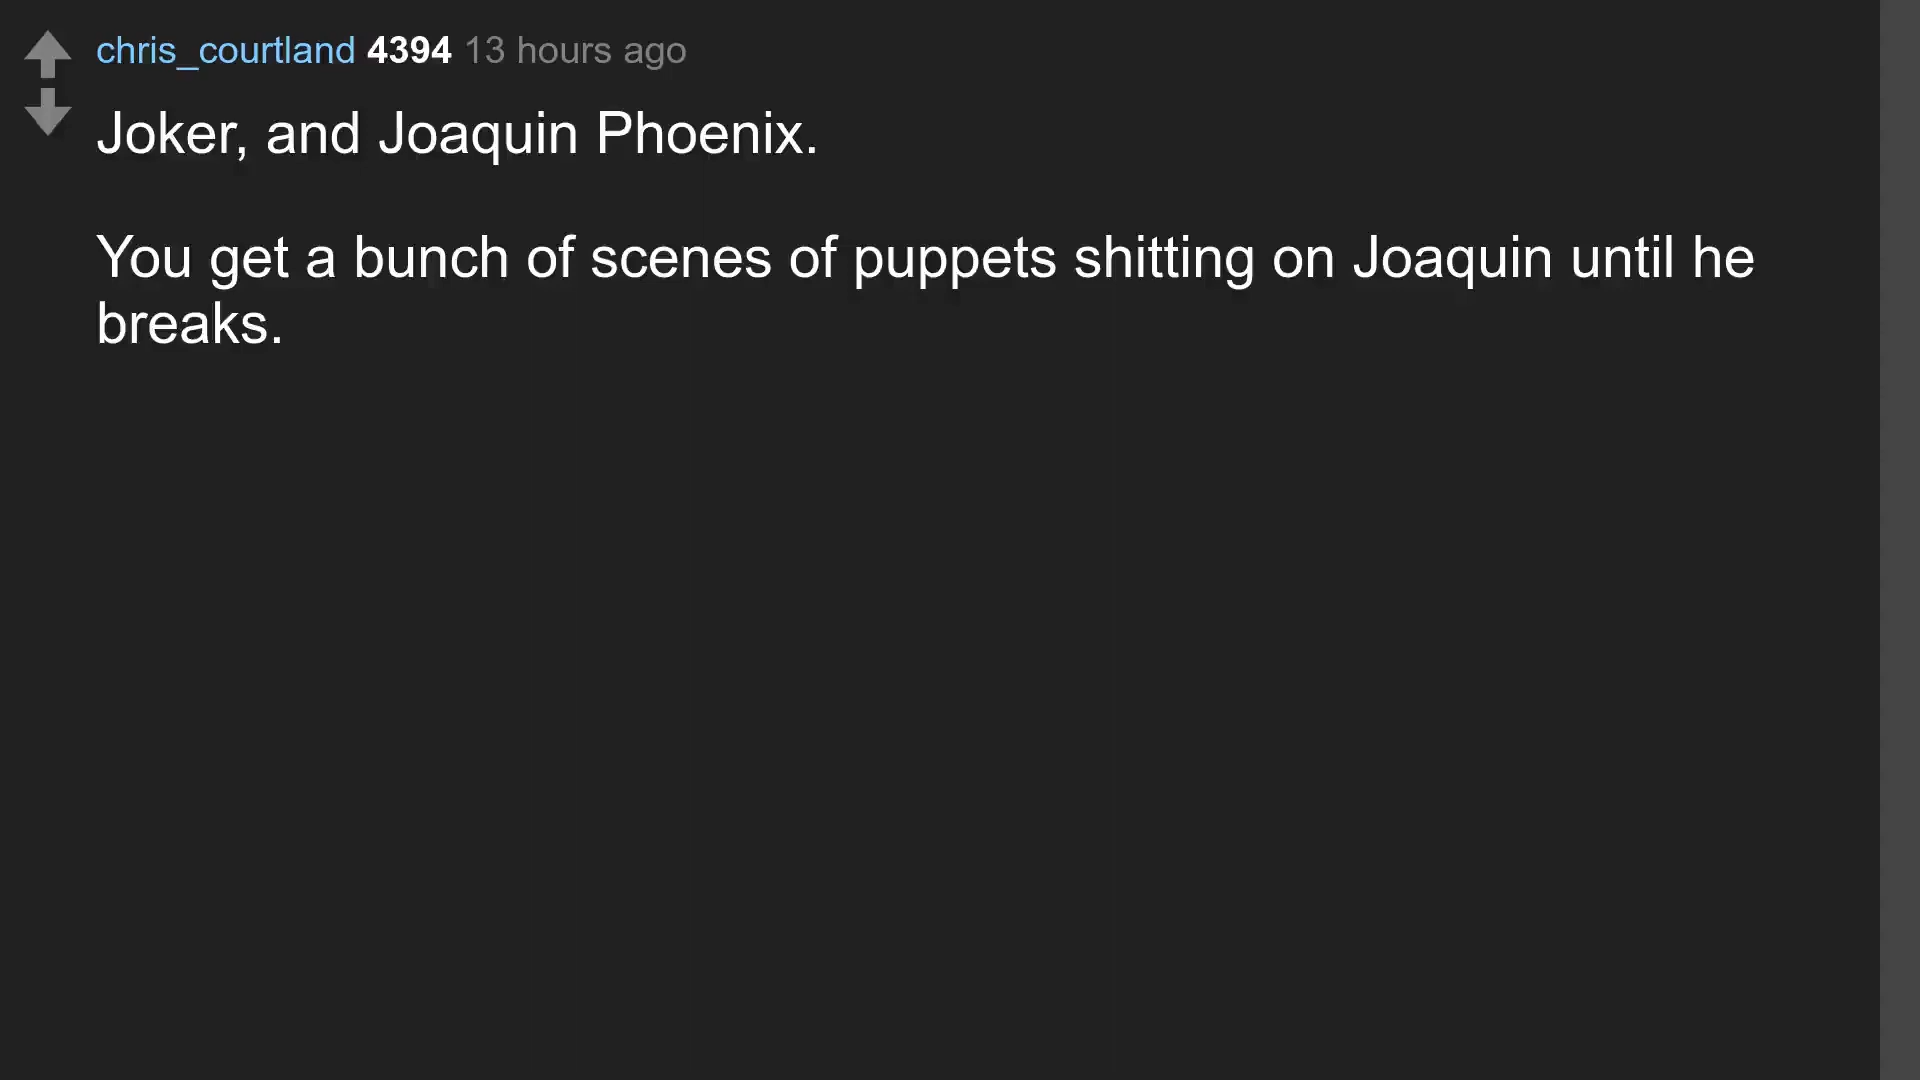 chris_courtland 4394 13 hours ago
Joker, and Joaquin Phoenix.
You get a bunch of scenes of puppets shitting on Joaquin until he
breaks.